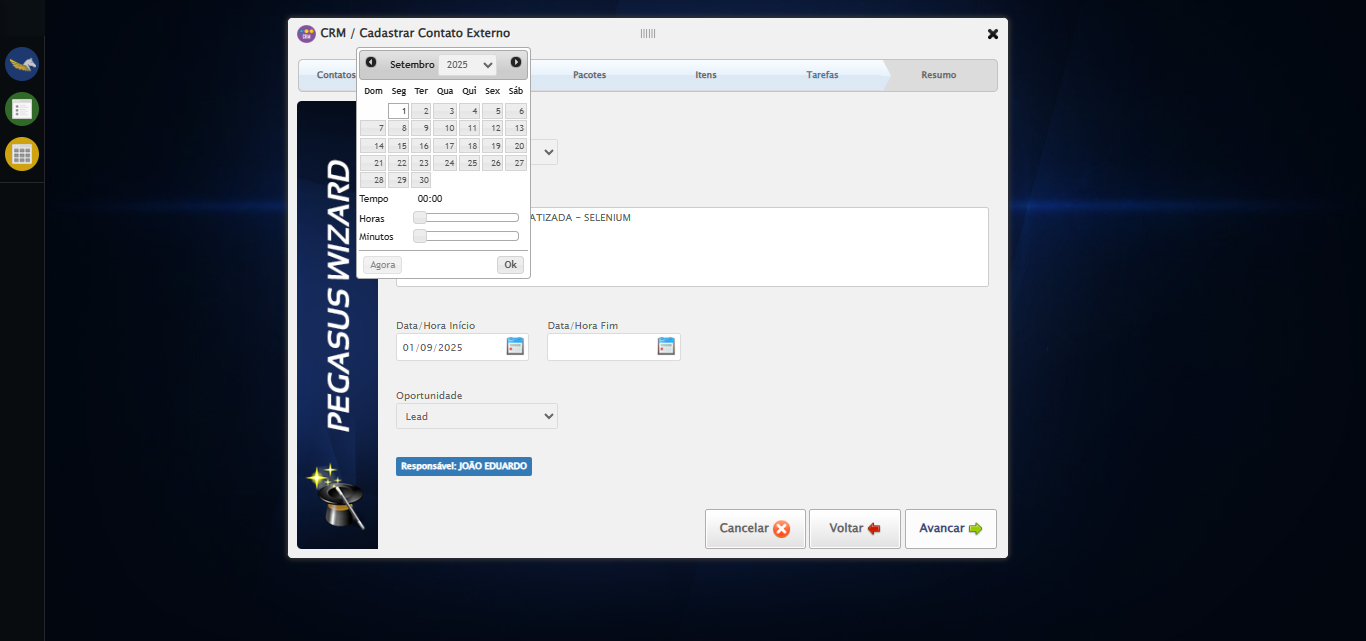 CRM / Cadastrar Contato Externo
Contatos
Pacotes
Itens
Tarefas
Resumo
Setembro 2025
Dom Seg Ter Qua Qui Sex Sáb
1 2 3 4 5 6
7 8 9 10 11 12 13
14 15 16 17 18 19 20
21 22 23 24 25 26 27
28 29 30
Tempo 00:00
Horas
Minutos
Agora Ok
PEGASUS WIZARD
ATIZADA - SELENIUM
Data/Hora Início Data/Hora Fim
01/09/2025
Oportunidade
Lead
Responsável: JOÃO EDUARDO
Cancelar Voltar Avancar